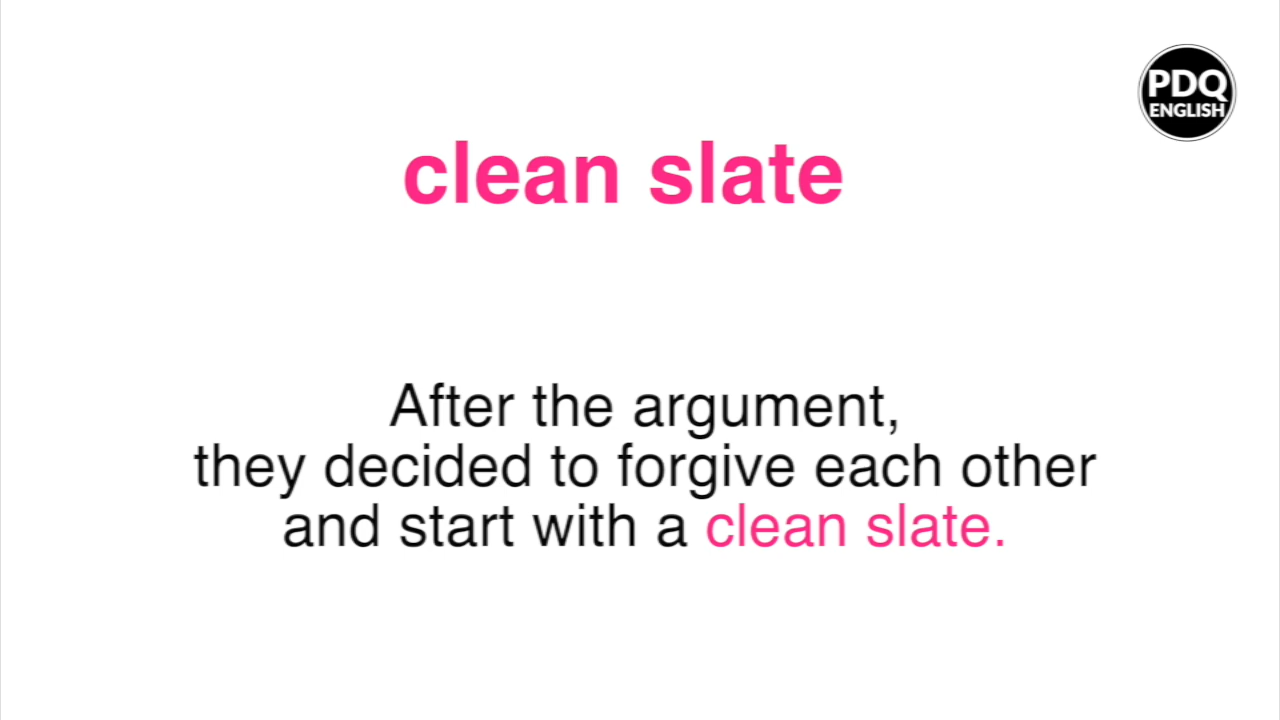 PDQ
ENGLISH
clean slate
After the argument,
they decided to forgive each other
and start with a clean slate.